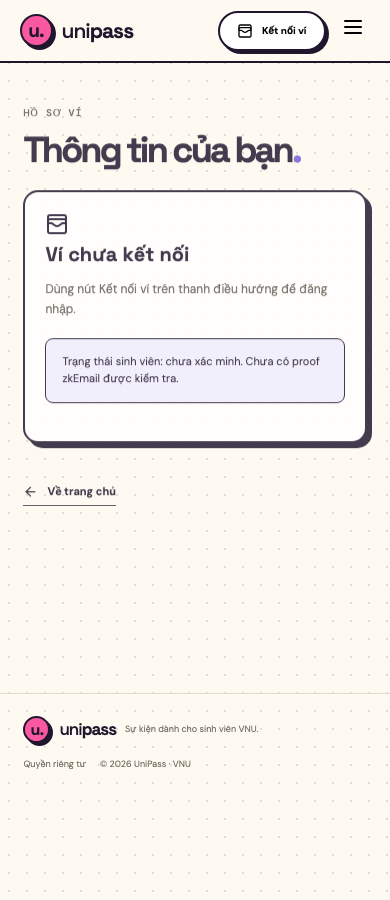 u. unipass
Kết nối ví
HỒ SƠ VÍ
Thông tin của bạn.
Ví chưa kết nối
Dùng nút Kết nối ví trên thanh điều hướng để đăng
nhập.
Trạng thái sinh viên: chưa xác minh. Chưa có proof
zkEmail được kiểm tra.
← Về trang chủ
u. unipass Sự kiện dành cho sinh viên VNU.
Quyền riêng tư © 2026 UniPass · VNU